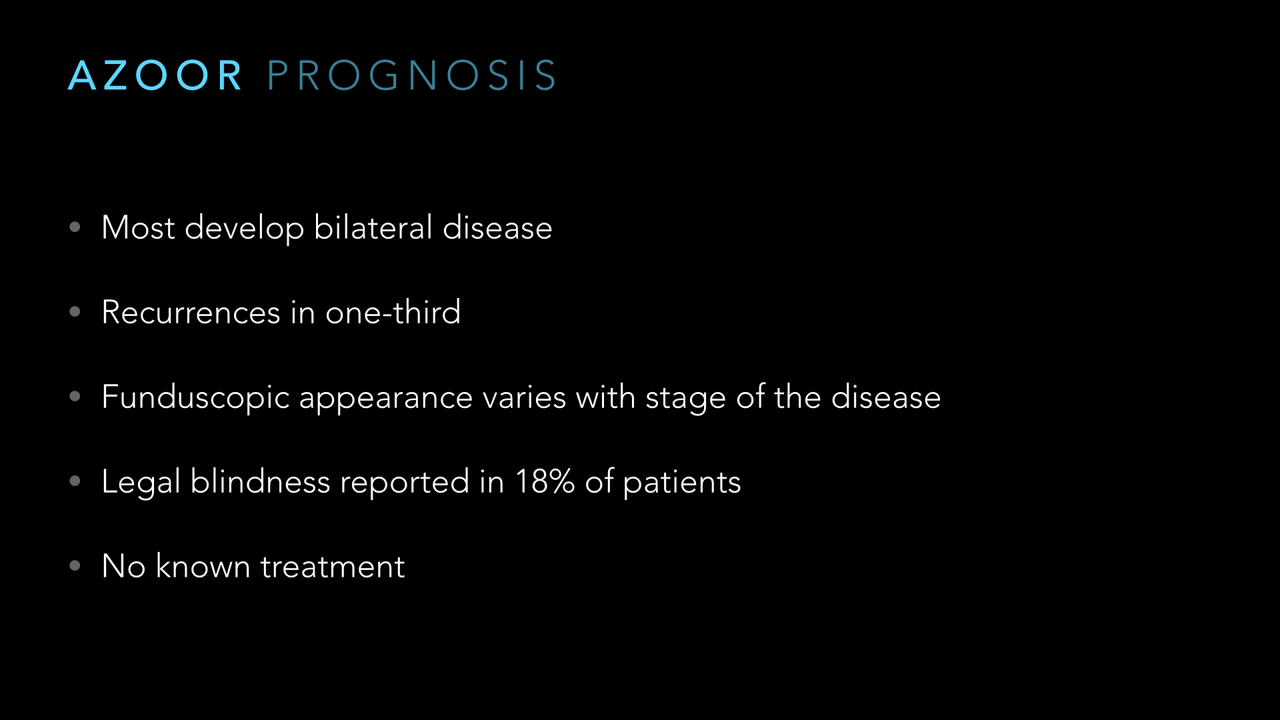 AZOOR PROGNOSIS
• Most develop bilateral disease
• Recurrences in one-third
• Funduscopic appearance varies with stage of the disease
• Legal blindness reported in 18% of patients
• No known treatment